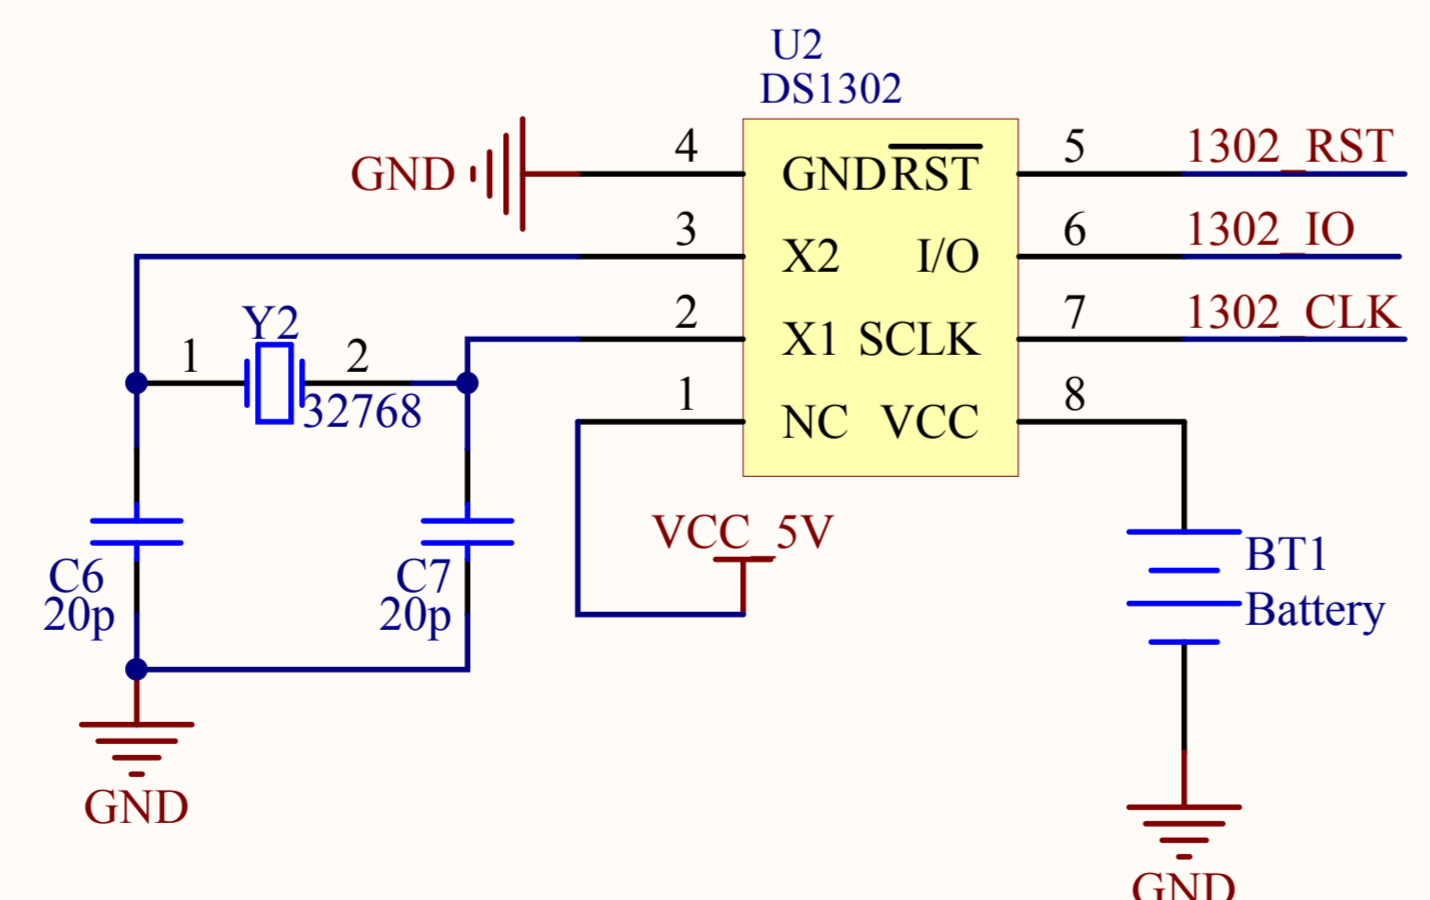 U2
DS1302
4
GND
GND
RST
5
1302_RST
3
X2
I/O
6
1302_IO
2
X1
SCLK
7
1302_CLK
Y2
1
2
32768
1
NC
VCC
8
VCC_5V
C6
20p
C7
20p
BT1
Battery
GND
GND